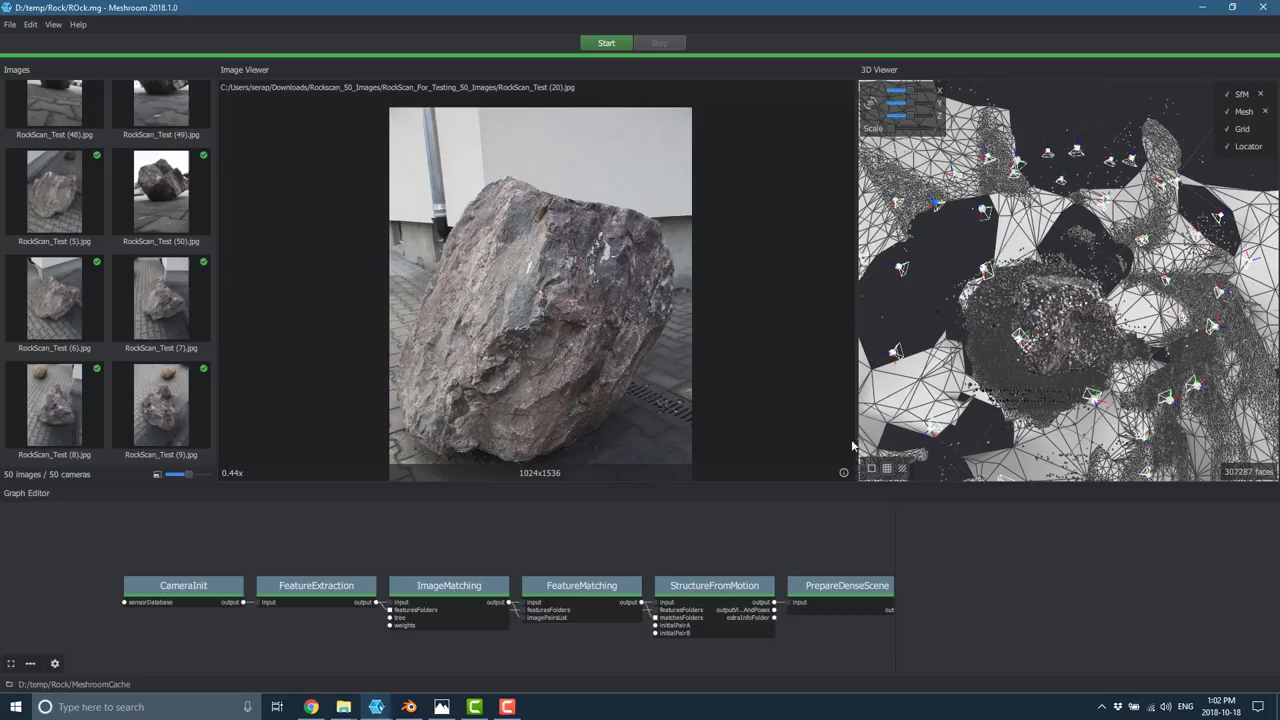 D:/temp/Rock/ROck.mg - Meshroom 2018.1.0
File Edit View Help
Start Stop
Images
Image Viewer
3D Viewer
C:/Users/serap/Downloads/Rockscan_50_Images/RockScan_For_Testing_50_Images/RockScan_Test (20).jpg
X
Y
Z
Scale
✓ SfM ×
✓ Mesh ×
✓ Grid
✓ Locator
RockScan_Test (48).jpg RockScan_Test (49).jpg
RockScan_Test (5).jpg RockScan_Test (50).jpg
RockScan_Test (6).jpg RockScan_Test (7).jpg
RockScan_Test (8).jpg RockScan_Test (9).jpg
50 images / 50 cameras
0.44x
1024x1536
307287 faces
Graph Editor
CameraInit
sensorDatabase output
FeatureExtraction
input output
ImageMatching
input output
featuresFolders
tree
weights
FeatureMatching
input output
featuresFolders
imagePairsList
StructureFromMotion
input output
featuresFolders outputVi...AndPoses
matchesFolders extraInfoFolder
initialPairA
initialPairB
PrepareDenseScene
input
out
D:/temp/Rock/MeshroomCache
Type here to search
ENG
1:02 PM
2018-10-18